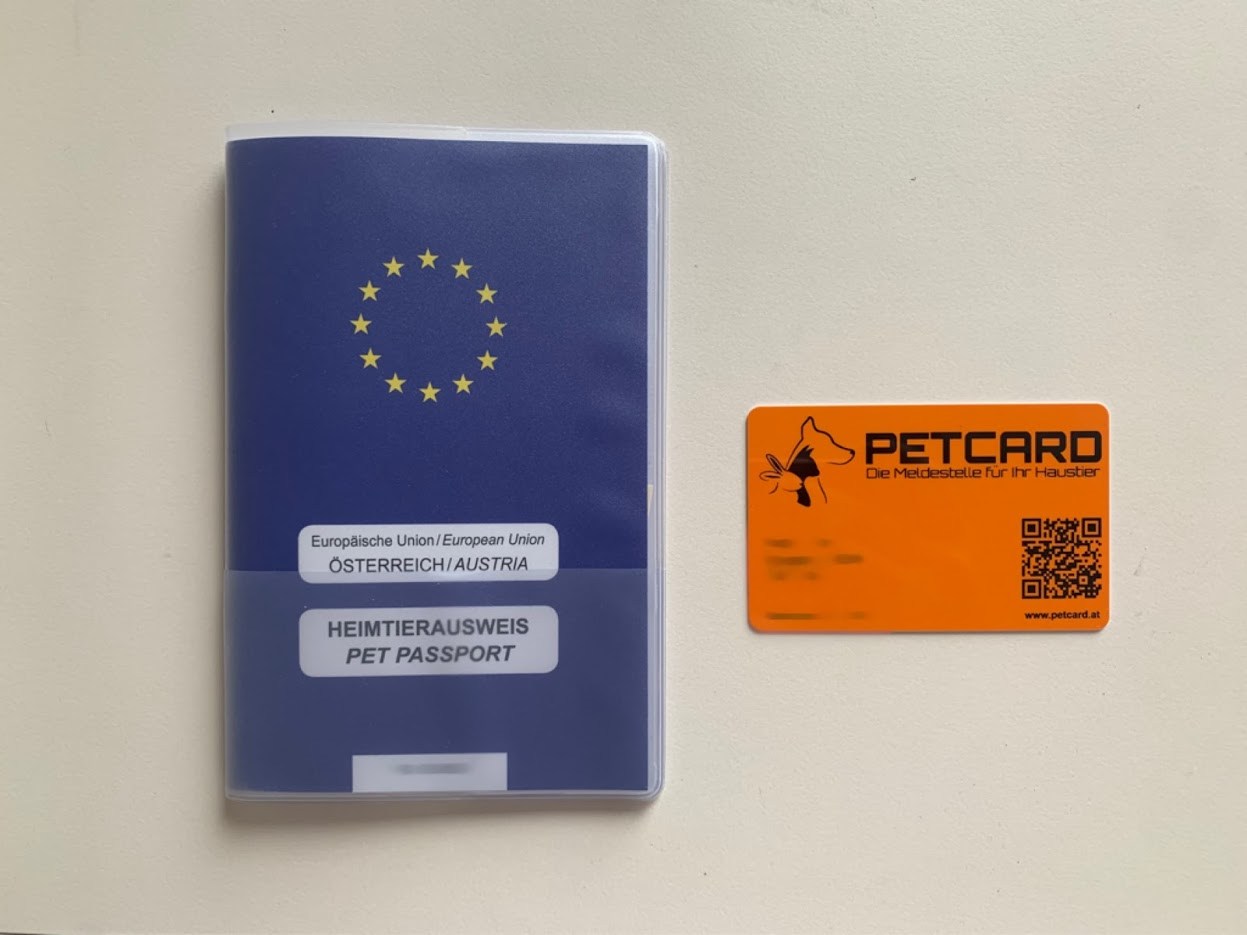 Europäische Union/European Union
ÖSTERREICH/AUSTRIA
HEIMTIERAUSWEIS
PET PASSPORT
PETCARD
Die Meldestelle für Ihr Haustier
www.petcard.at